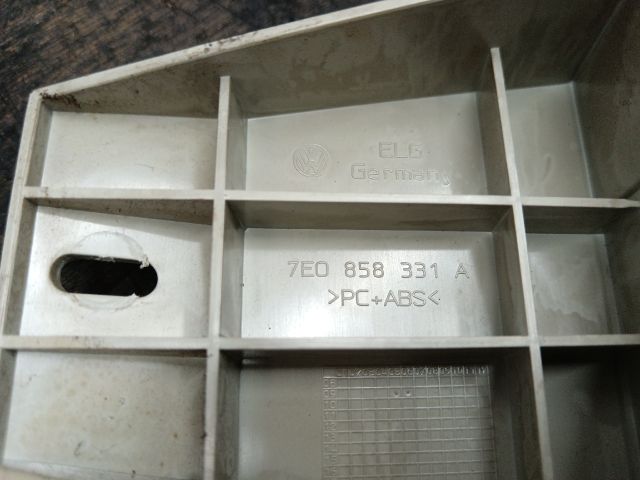 ELG
Germany
7E0 858 331 A
>PC+ABS<